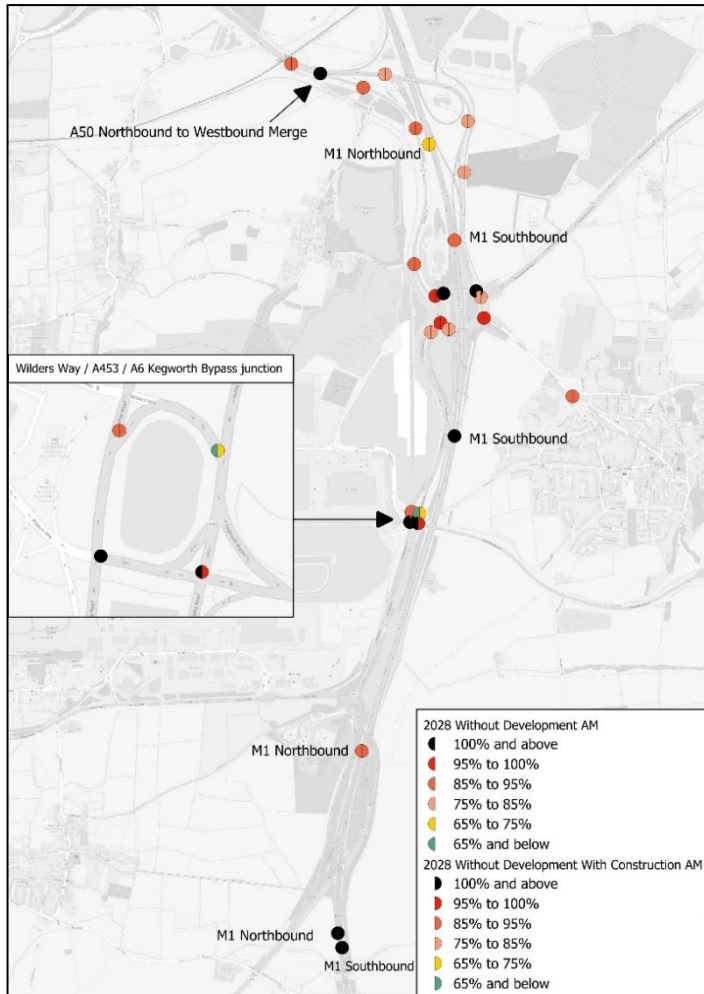 A50 Northbound to Westbound Merge
M1 Northbound
M1 Southbound
Wilders Way / A453 / A6 Kegworth Bypass junction
M1 Southbound
M1 Northbound
M1 Northbound
M1 Southbound
2028 Without Development AM
100% and above
95% to 100%
85% to 95%
75% to 85%
65% to 75%
65% and below
2028 Without Development With Construction AM
100% and above
95% to 100%
85% to 95%
75% to 85%
65% to 75%
65% and below